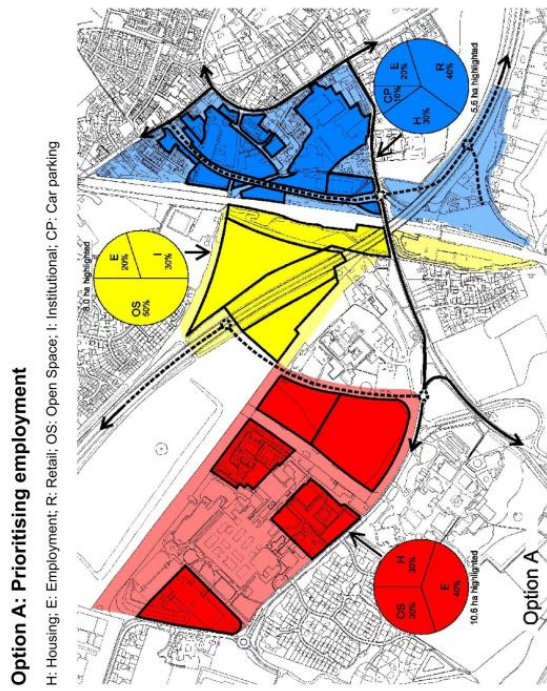 Option A: Prioritising employment
H: Housing; E: Employment; R: Retail; OS: Open Space; I: Institutional; CP: Car parking
8.0 ha highlighted
E
20%
I
30%
OS
50%
CP
10%
E
20%
R
40%
H
30%
5.6 ha highlighted
OS
30%
H
30%
E
40%
10.6 ha highlighted
Option A